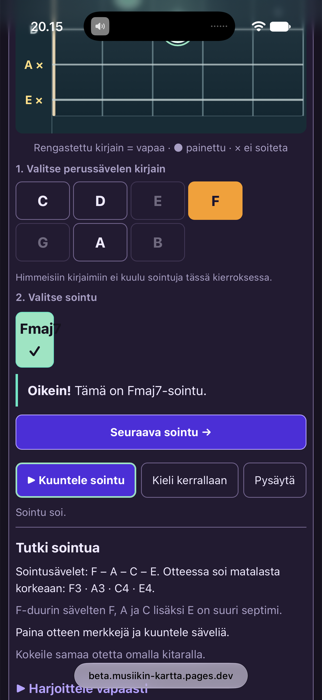 20.15
A ×
E ×
Rengastettu kirjain = vapaa · ● painettu · × ei soiteta
1. Valitse perussävelen kirjain
C D E F
G A B
Himmeisiin kirjaimiin ei kuulu sointuja tässä kierroksessa.
2. Valitse sointu
Fmaj7
✓
Oikein! Tämä on Fmaj7-sointu.
Seuraava sointu →
▶ Kuuntele sointu Kieli kerrallaan Pysäytä
Sointu soi.
Tutki sointua
Sointusävelet: F – A – C – E. Otteessa soi matalasta
korkeaan: F3 · A3 · C4 · E4.
F-duurin sävelten F, A ja C lisäksi E on suuri septimi.
Paina otteen merkkejä ja kuuntele säveliä.
Kokeile samaa otetta omalla kitaralla.
▶ Harjoittele vapaasti
beta.musiikin-kartta.pages.dev